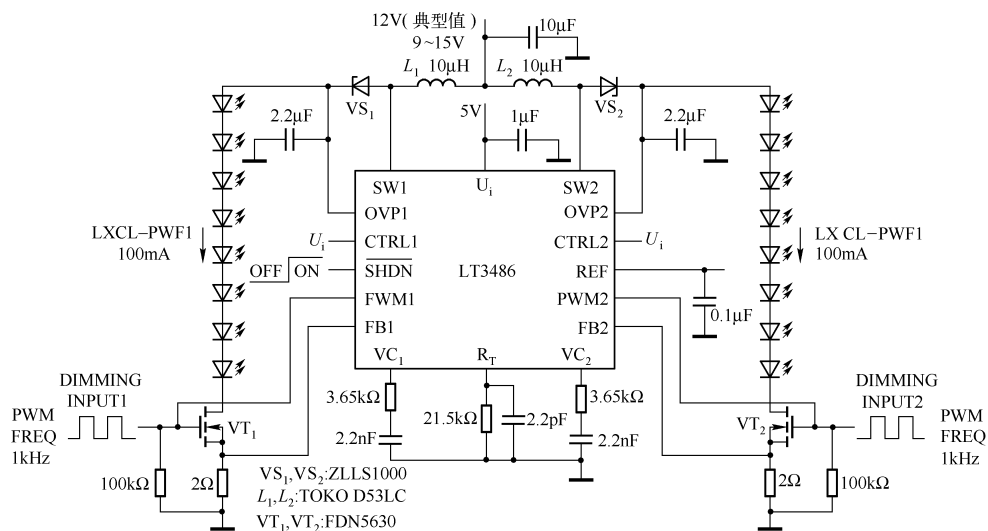 12V(典型值)
9~15V
10μF
L₁ 10μH
L₂ 10μH
VS₁
VS₂
2.2μF
5V
1μF
2.2μF
SW1
Uᵢ
SW2
OVP1
OVP2
LXCL-PWF1
100mA
Uᵢ
CTRL1
CTRL2
Uᵢ
LX CL-PWF1
100mA
OFF
ON
SHDN
LT3486
REF
FWM1
PWM2
0.1μF
FB1
FB2
VC₁
R_T
VC₂
DIMMING
INPUT1
3.65kΩ
21.5kΩ
2.2pF
3.65kΩ
DIMMING
INPUT2
PWM
FREQ
1kHz
VT₁
2.2nF
2.2nF
VT₂
PWM
FREQ
1kHz
100kΩ
2Ω
2Ω
100kΩ
VS₁,VS₂:ZLLS1000
L₁,L₂:TOKO D53LC
VT₁,VT₂:FDN5630